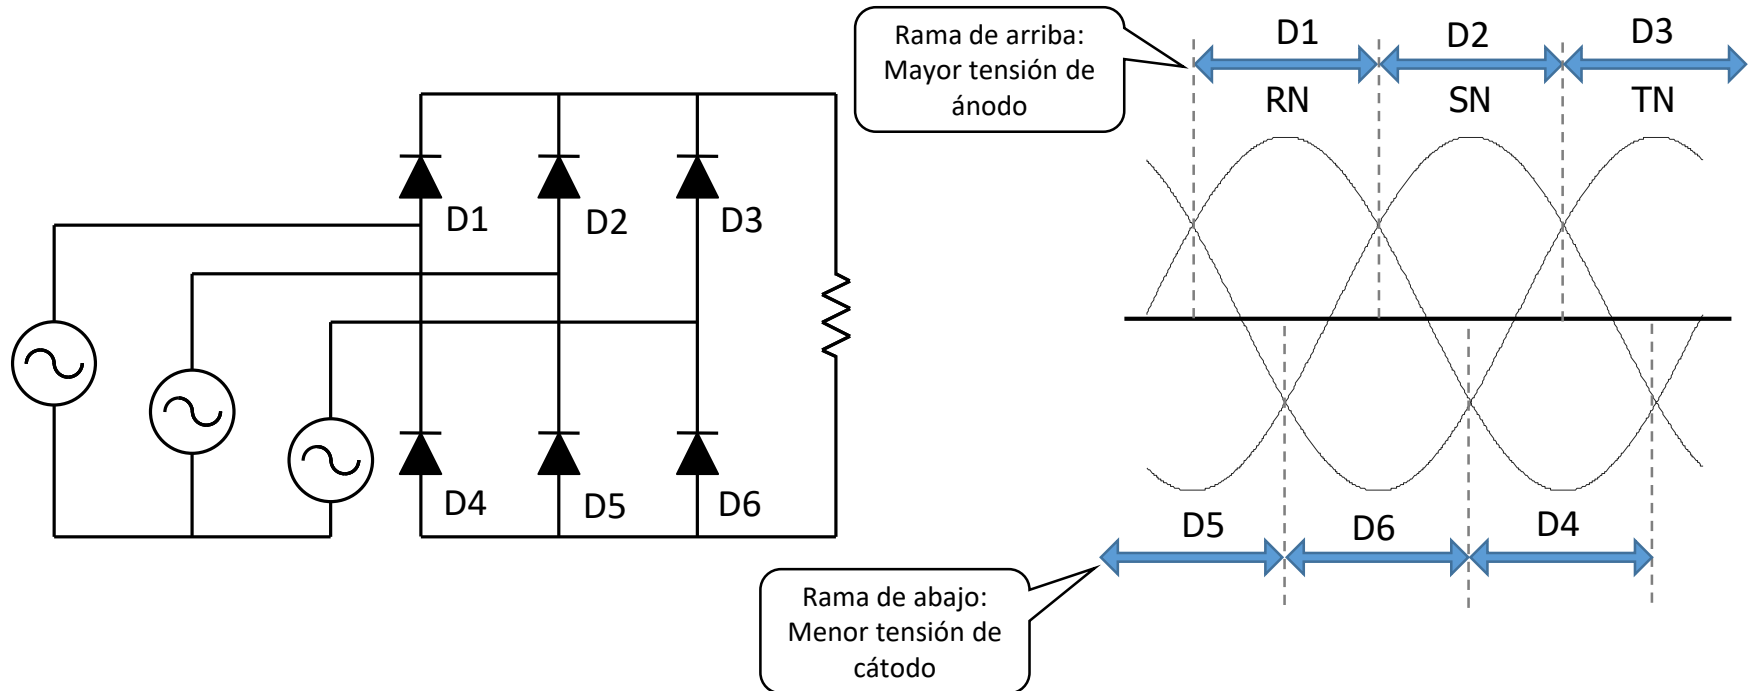 D1
D2
D3
D4
D5
D6
Rama de arriba:
Mayor tensión de
ánodo
D1
D2
D3
RN
SN
TN
D5
D6
D4
Rama de abajo:
Menor tensión de
cátodo